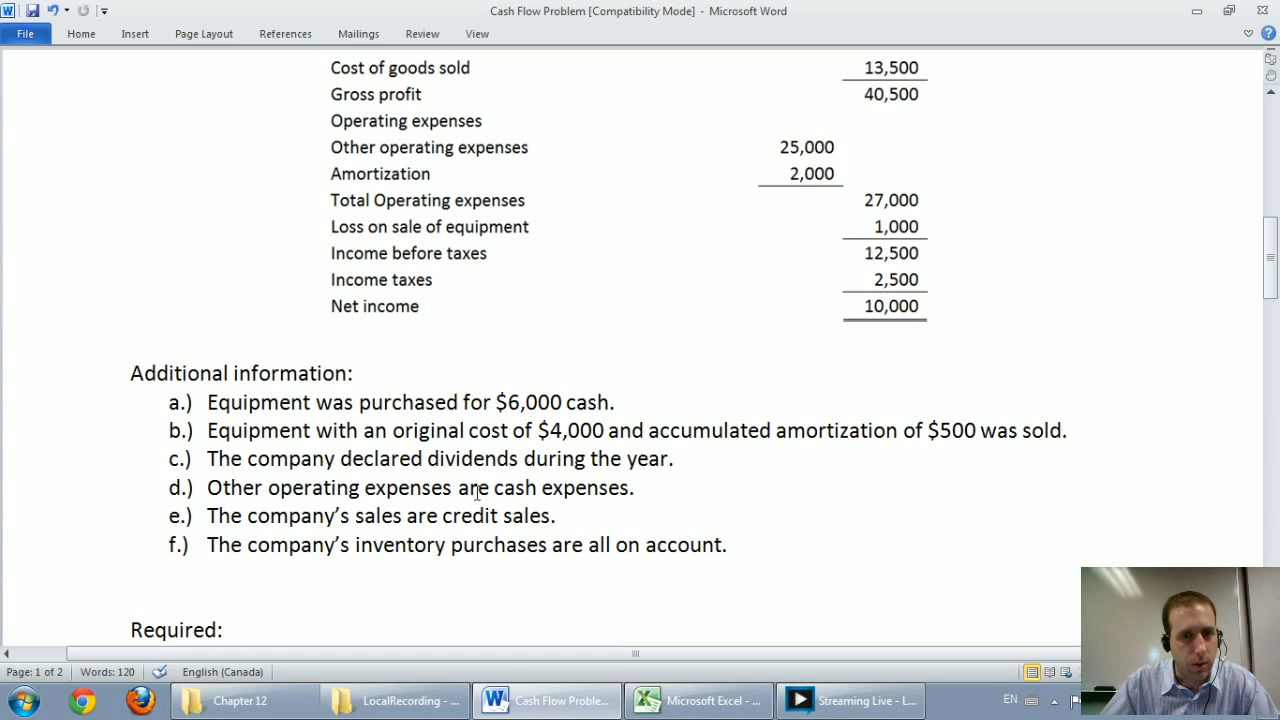 Cash Flow Problem [Compatibility Mode] - Microsoft Word
File Home Insert Page Layout References Mailings Review View
Cost of goods sold 13,500
Gross profit 40,500
Operating expenses
Other operating expenses 25,000
Amortization 2,000
Total Operating expenses 27,000
Loss on sale of equipment 1,000
Income before taxes 12,500
Income taxes 2,500
Net income 10,000
Additional information:
a.) Equipment was purchased for $6,000 cash.
b.) Equipment with an original cost of $4,000 and accumulated amortization of $500 was sold.
c.) The company declared dividends during the year.
d.) Other operating expenses are cash expenses.
e.) The company's sales are credit sales.
f.) The company's inventory purchases are all on account.
Required:
Page: 1 of 2 Words: 120 English (Canada)
Chapter 12 LocalRecording - ... Cash Flow Proble... Microsoft Excel - ... Streaming Live - L... EN